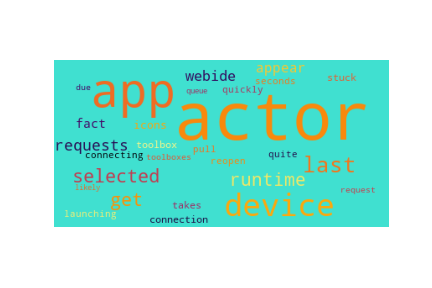 appear
webide
stuck
seconds
app
due
queue
quickly
actor
fact
icons
requests
toolbox
pull
connecting
toolboxes
quite
reopen
last
selected
runtime
likely
request
get
device
takes
launching
connection